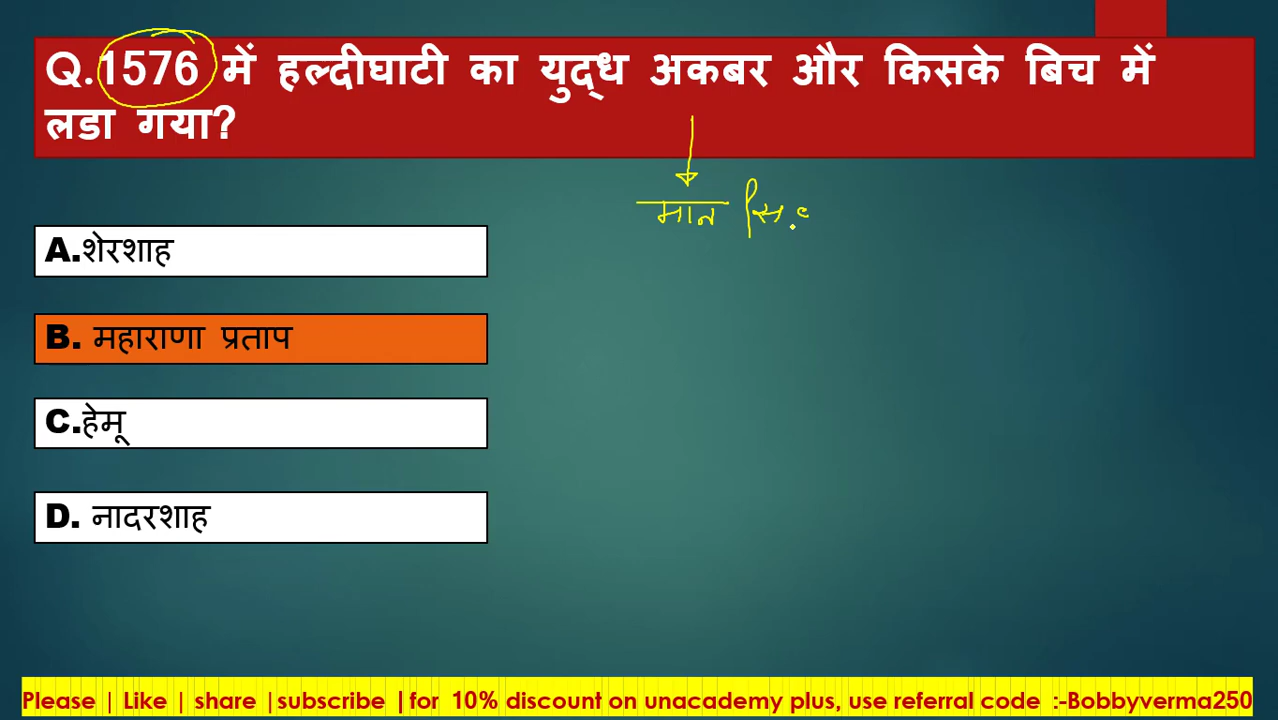 Q.1576 में हल्दीघाटी का युद्ध अकबर और किसके बिच में
लडा गया?
मान सि.
A.शेरशाह
B. महाराणा प्रताप
C.हेमू
D. नादरशाह
Please | Like | share |subscribe |for 10% discount on unacademy plus, use referral code :-Bobbyverma250